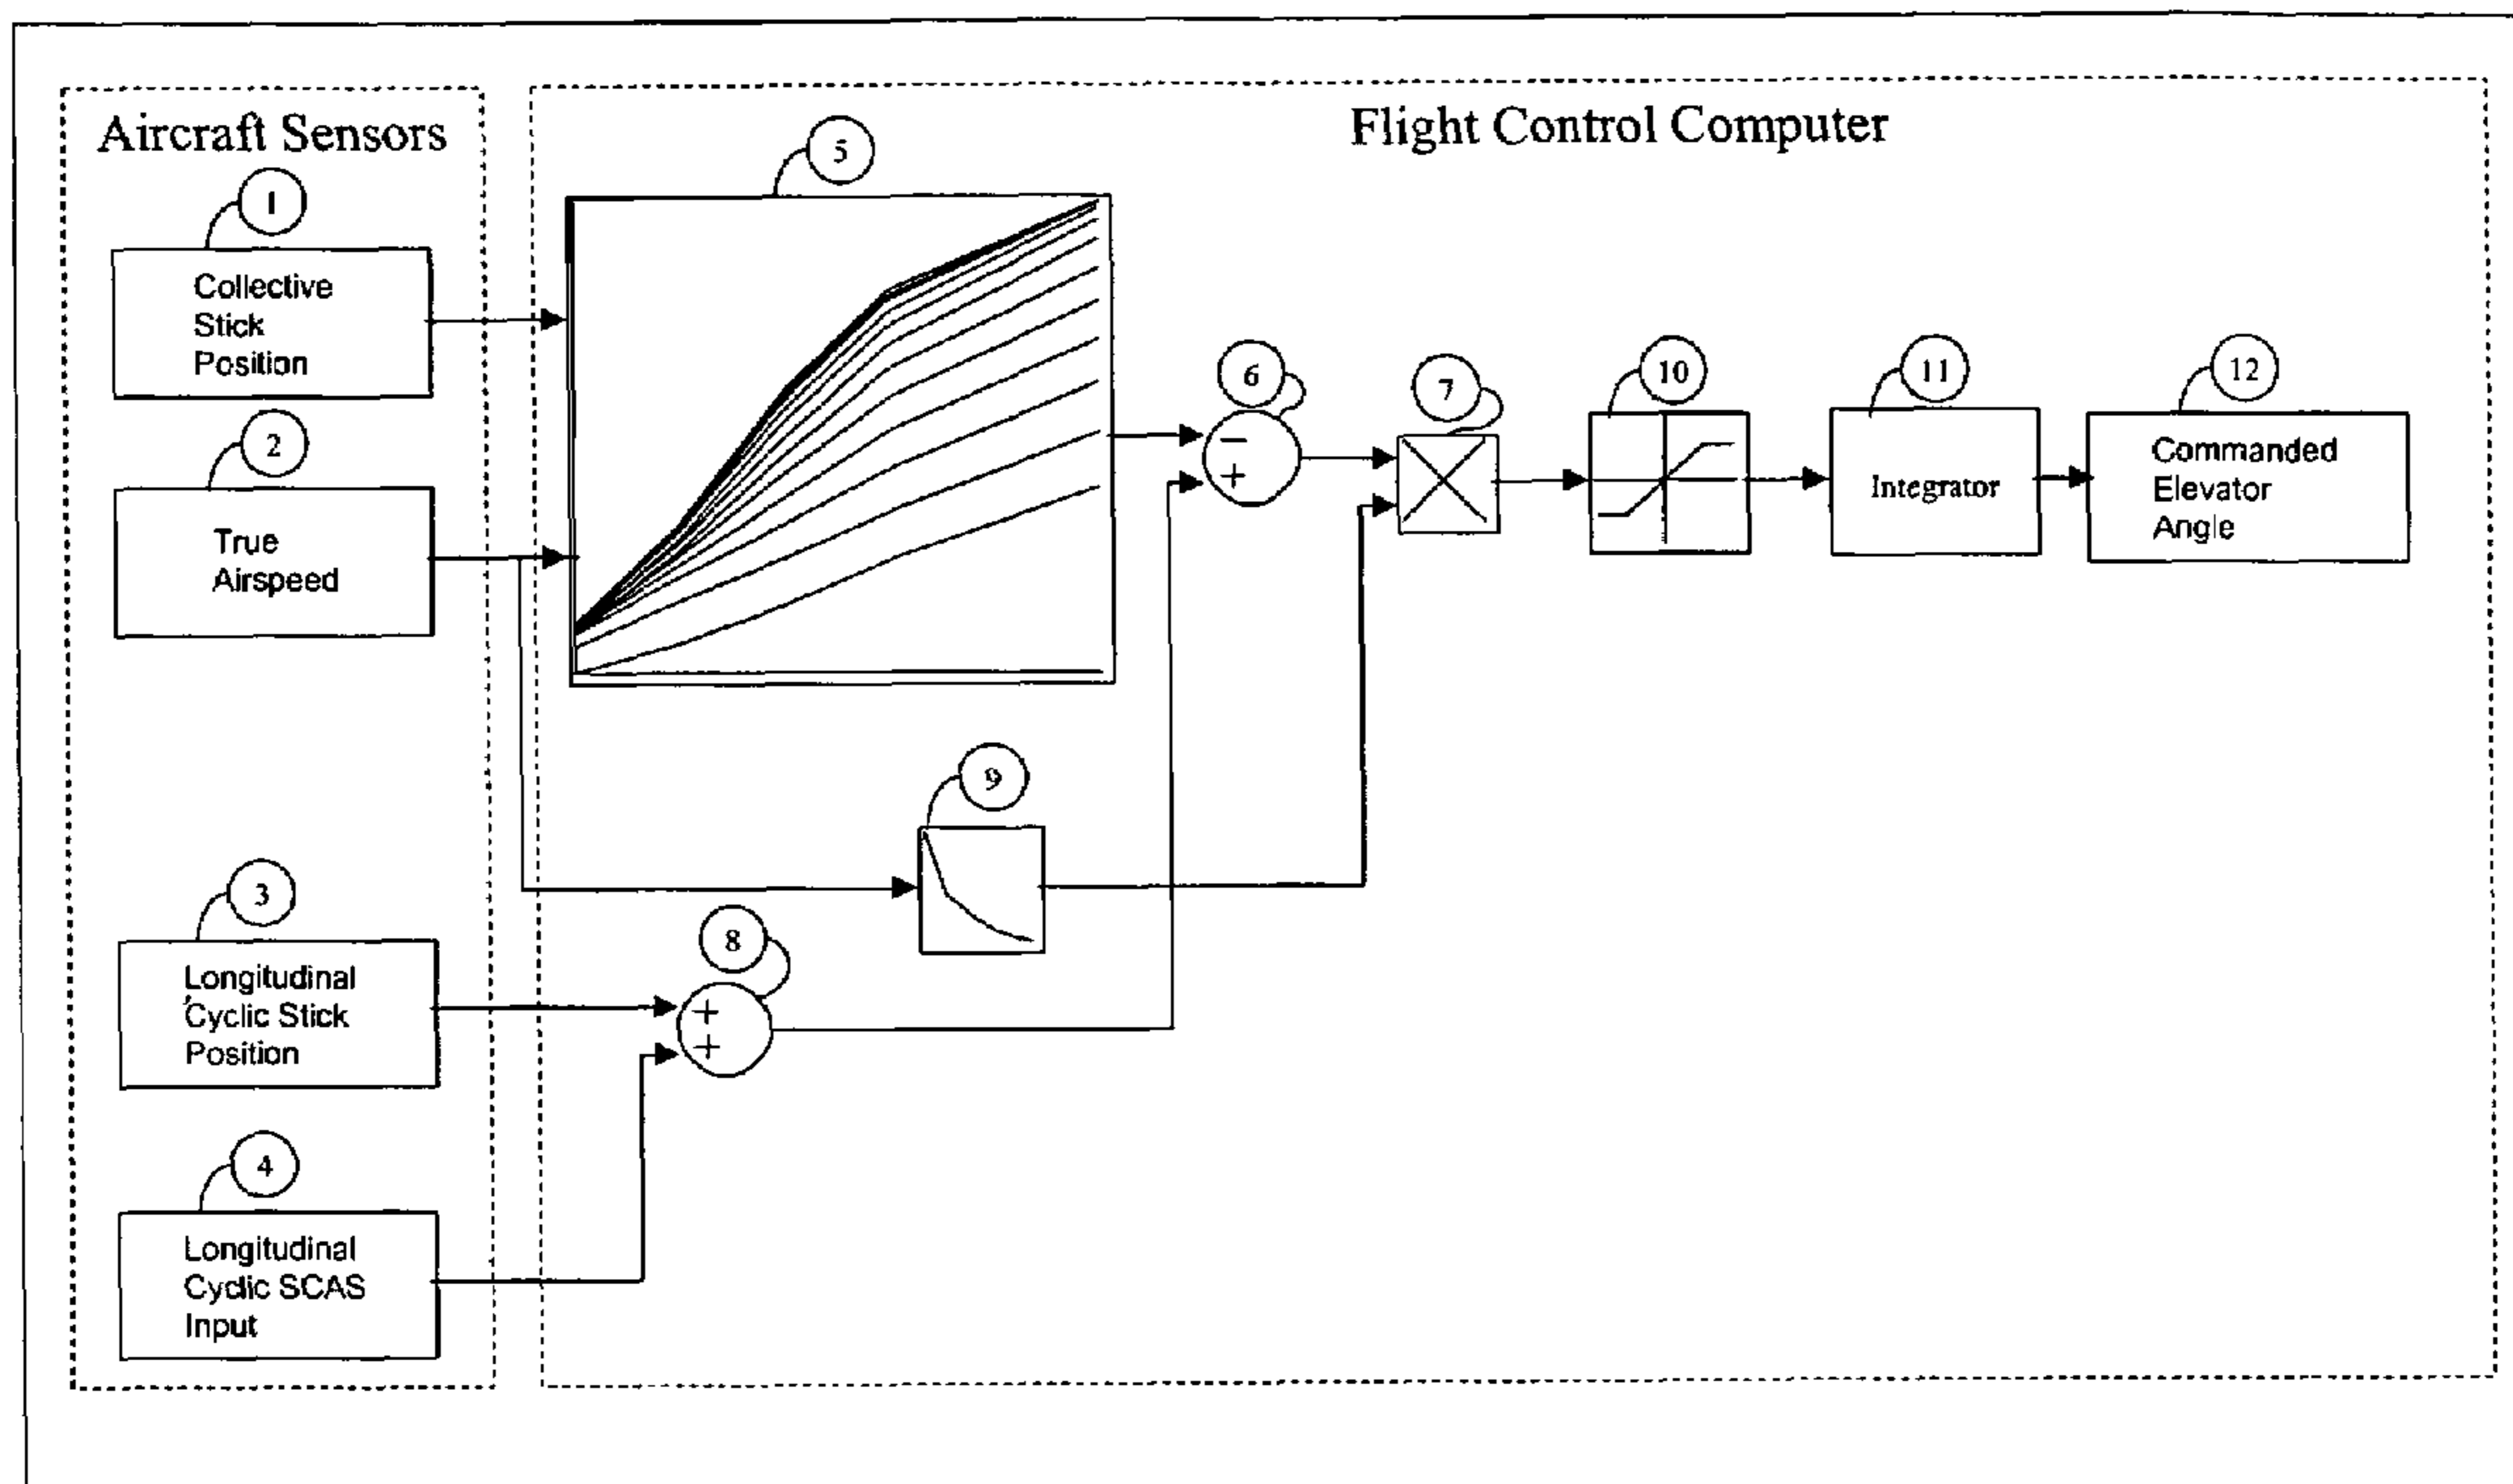 Aircraft Sensors
Flight Control Computer
1
Collective
Stick
Position
2
True
Airspeed
3
Longitudinal
Cyclic Stick
Position
4
Longitudinal
Cyclic SCAS
Input
5
6
−
+
7
8
+
+
9
10
11
Integrator
12
Commanded
Elevator
Angle